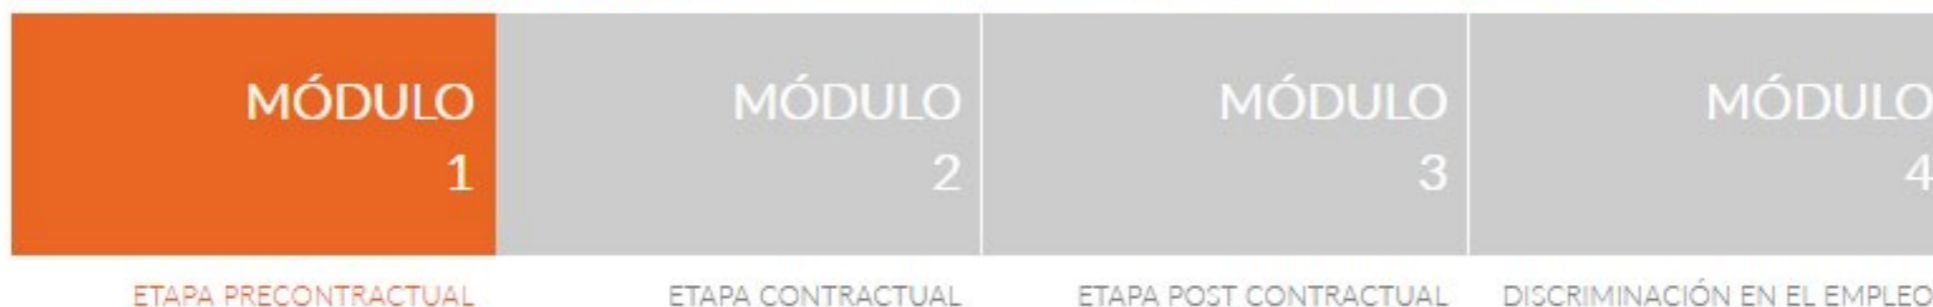 MÓDULO
1
MÓDULO
2
MÓDULO
3
MÓDULO
4
ETAPA PRECONTRACTUAL
ETAPA CONTRACTUAL
ETAPA POST CONTRACTUAL
DISCRIMINACIÓN EN EL EMPLEO